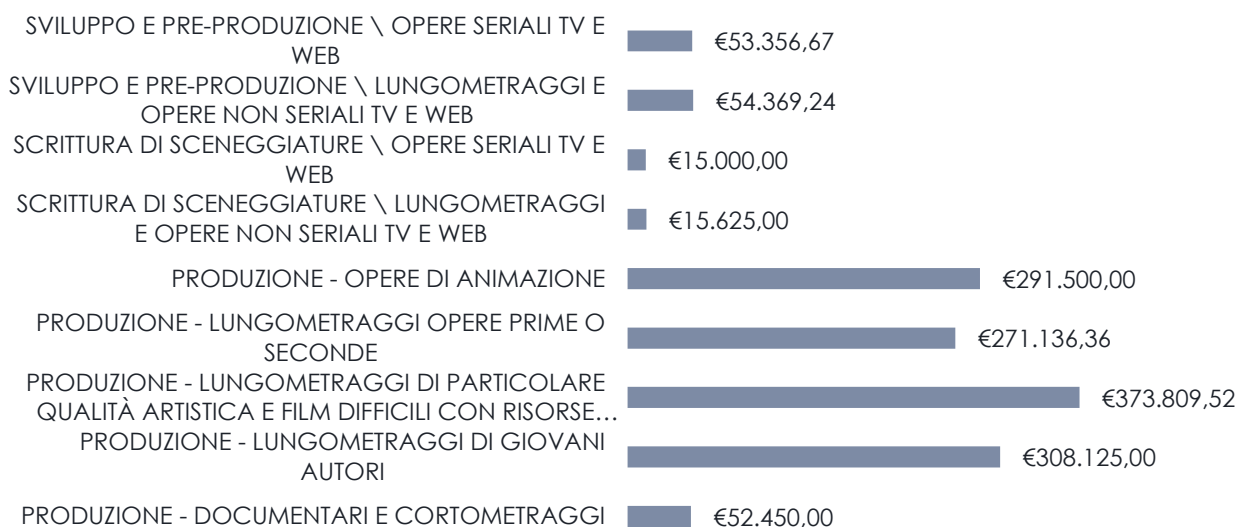 SVILUPPO E PRE-PRODUZIONE \ OPERE SERIALI TV E
WEB
€53.356,67
SVILUPPO E PRE-PRODUZIONE \ LUNGOMETRAGGI E
OPERE NON SERIALI TV E WEB
€54.369,24
SCRITTURA DI SCENEGGIATURE \ OPERE SERIALI TV E
WEB
€15.000,00
SCRITTURA DI SCENEGGIATURE \ LUNGOMETRAGGI
E OPERE NON SERIALI TV E WEB
€15.625,00
PRODUZIONE - OPERE DI ANIMAZIONE
€291.500,00
PRODUZIONE - LUNGOMETRAGGI OPERE PRIME O
SECONDE
€271.136,36
PRODUZIONE - LUNGOMETRAGGI DI PARTICOLARE
QUALITÀ ARTISTICA E FILM DIFFICILI CON RISORSE…
€373.809,52
PRODUZIONE - LUNGOMETRAGGI DI GIOVANI
AUTORI
€308.125,00
PRODUZIONE - DOCUMENTARI E CORTOMETRAGGI
€52.450,00